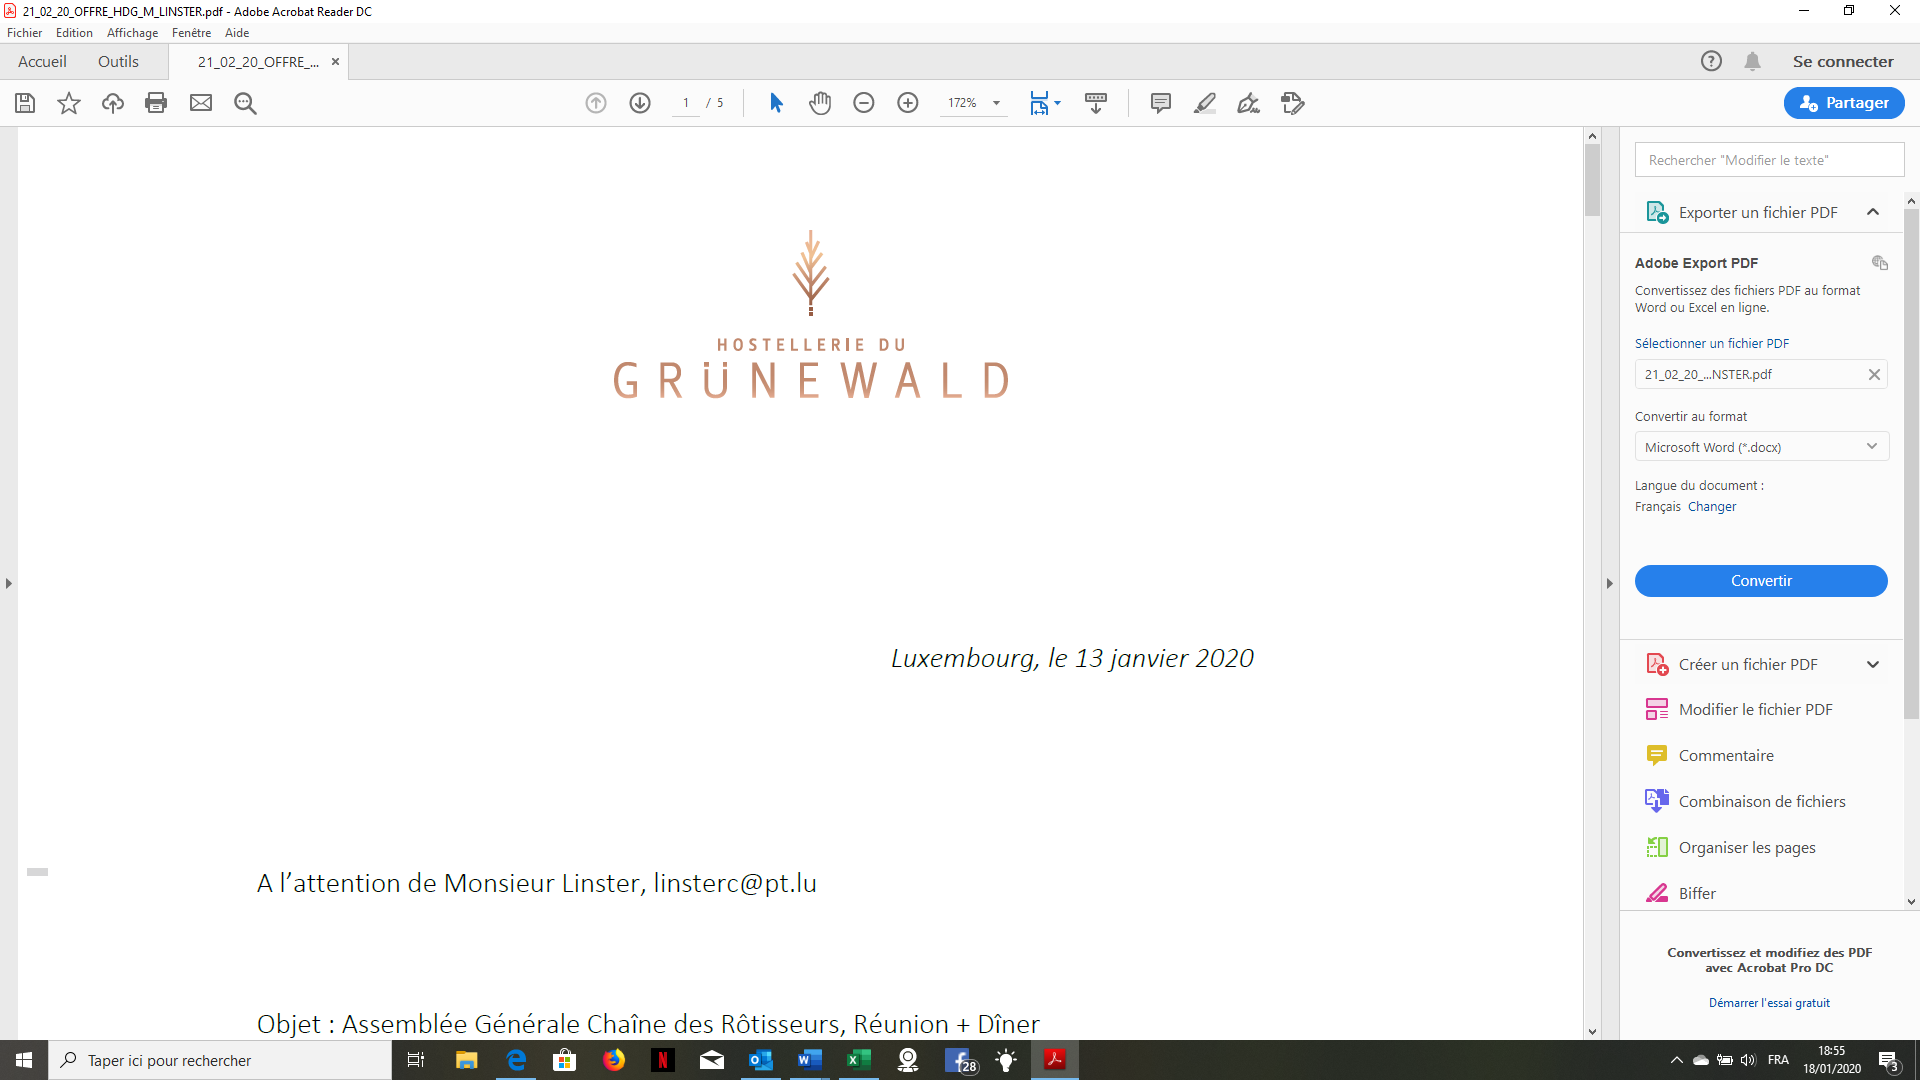 21_02_20_OFFRE_HDG_M_LINSTER.pdf - Adobe Acrobat Reader DC
Fichier Edition Affichage Fenêtre Aide
Accueil Outils 21_02_20_OFFRE_... × Se connecter
1 / 5 172% Partager
HOSTELLERIE DU
GRÜNEWALD
Luxembourg, le 13 janvier 2020
A l’attention de Monsieur Linster, linsterc@pt.lu
Objet : Assemblée Générale Chaîne des Rôtisseurs, Réunion + Dîner
Rechercher "Modifier le texte"
Exporter un fichier PDF
Adobe Export PDF
Convertissez des fichiers PDF au format
Word ou Excel en ligne.
Sélectionner un fichier PDF
21_02_20_...NSTER.pdf
Convertir au format
Microsoft Word (*.docx)
Langue du document :
Français Changer
Convertir
Créer un fichier PDF
Modifier le fichier PDF
Commentaire
Combinaison de fichiers
Organiser les pages
Biffer
Convertissez et modifiez des PDF
avec Acrobat Pro DC
Démarrer l'essai gratuit
Taper ici pour rechercher 28 FRA 18:55
18/01/2020 3